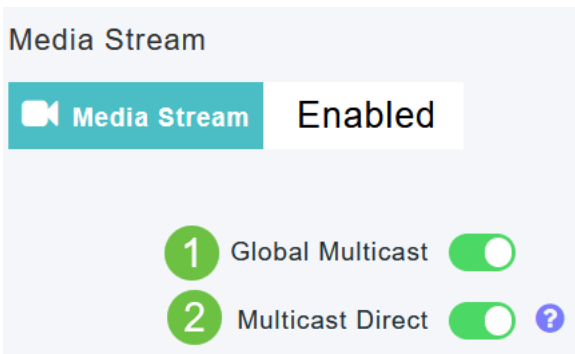 Media Stream
Media Stream Enabled
1 Global Multicast
2 Multicast Direct ?